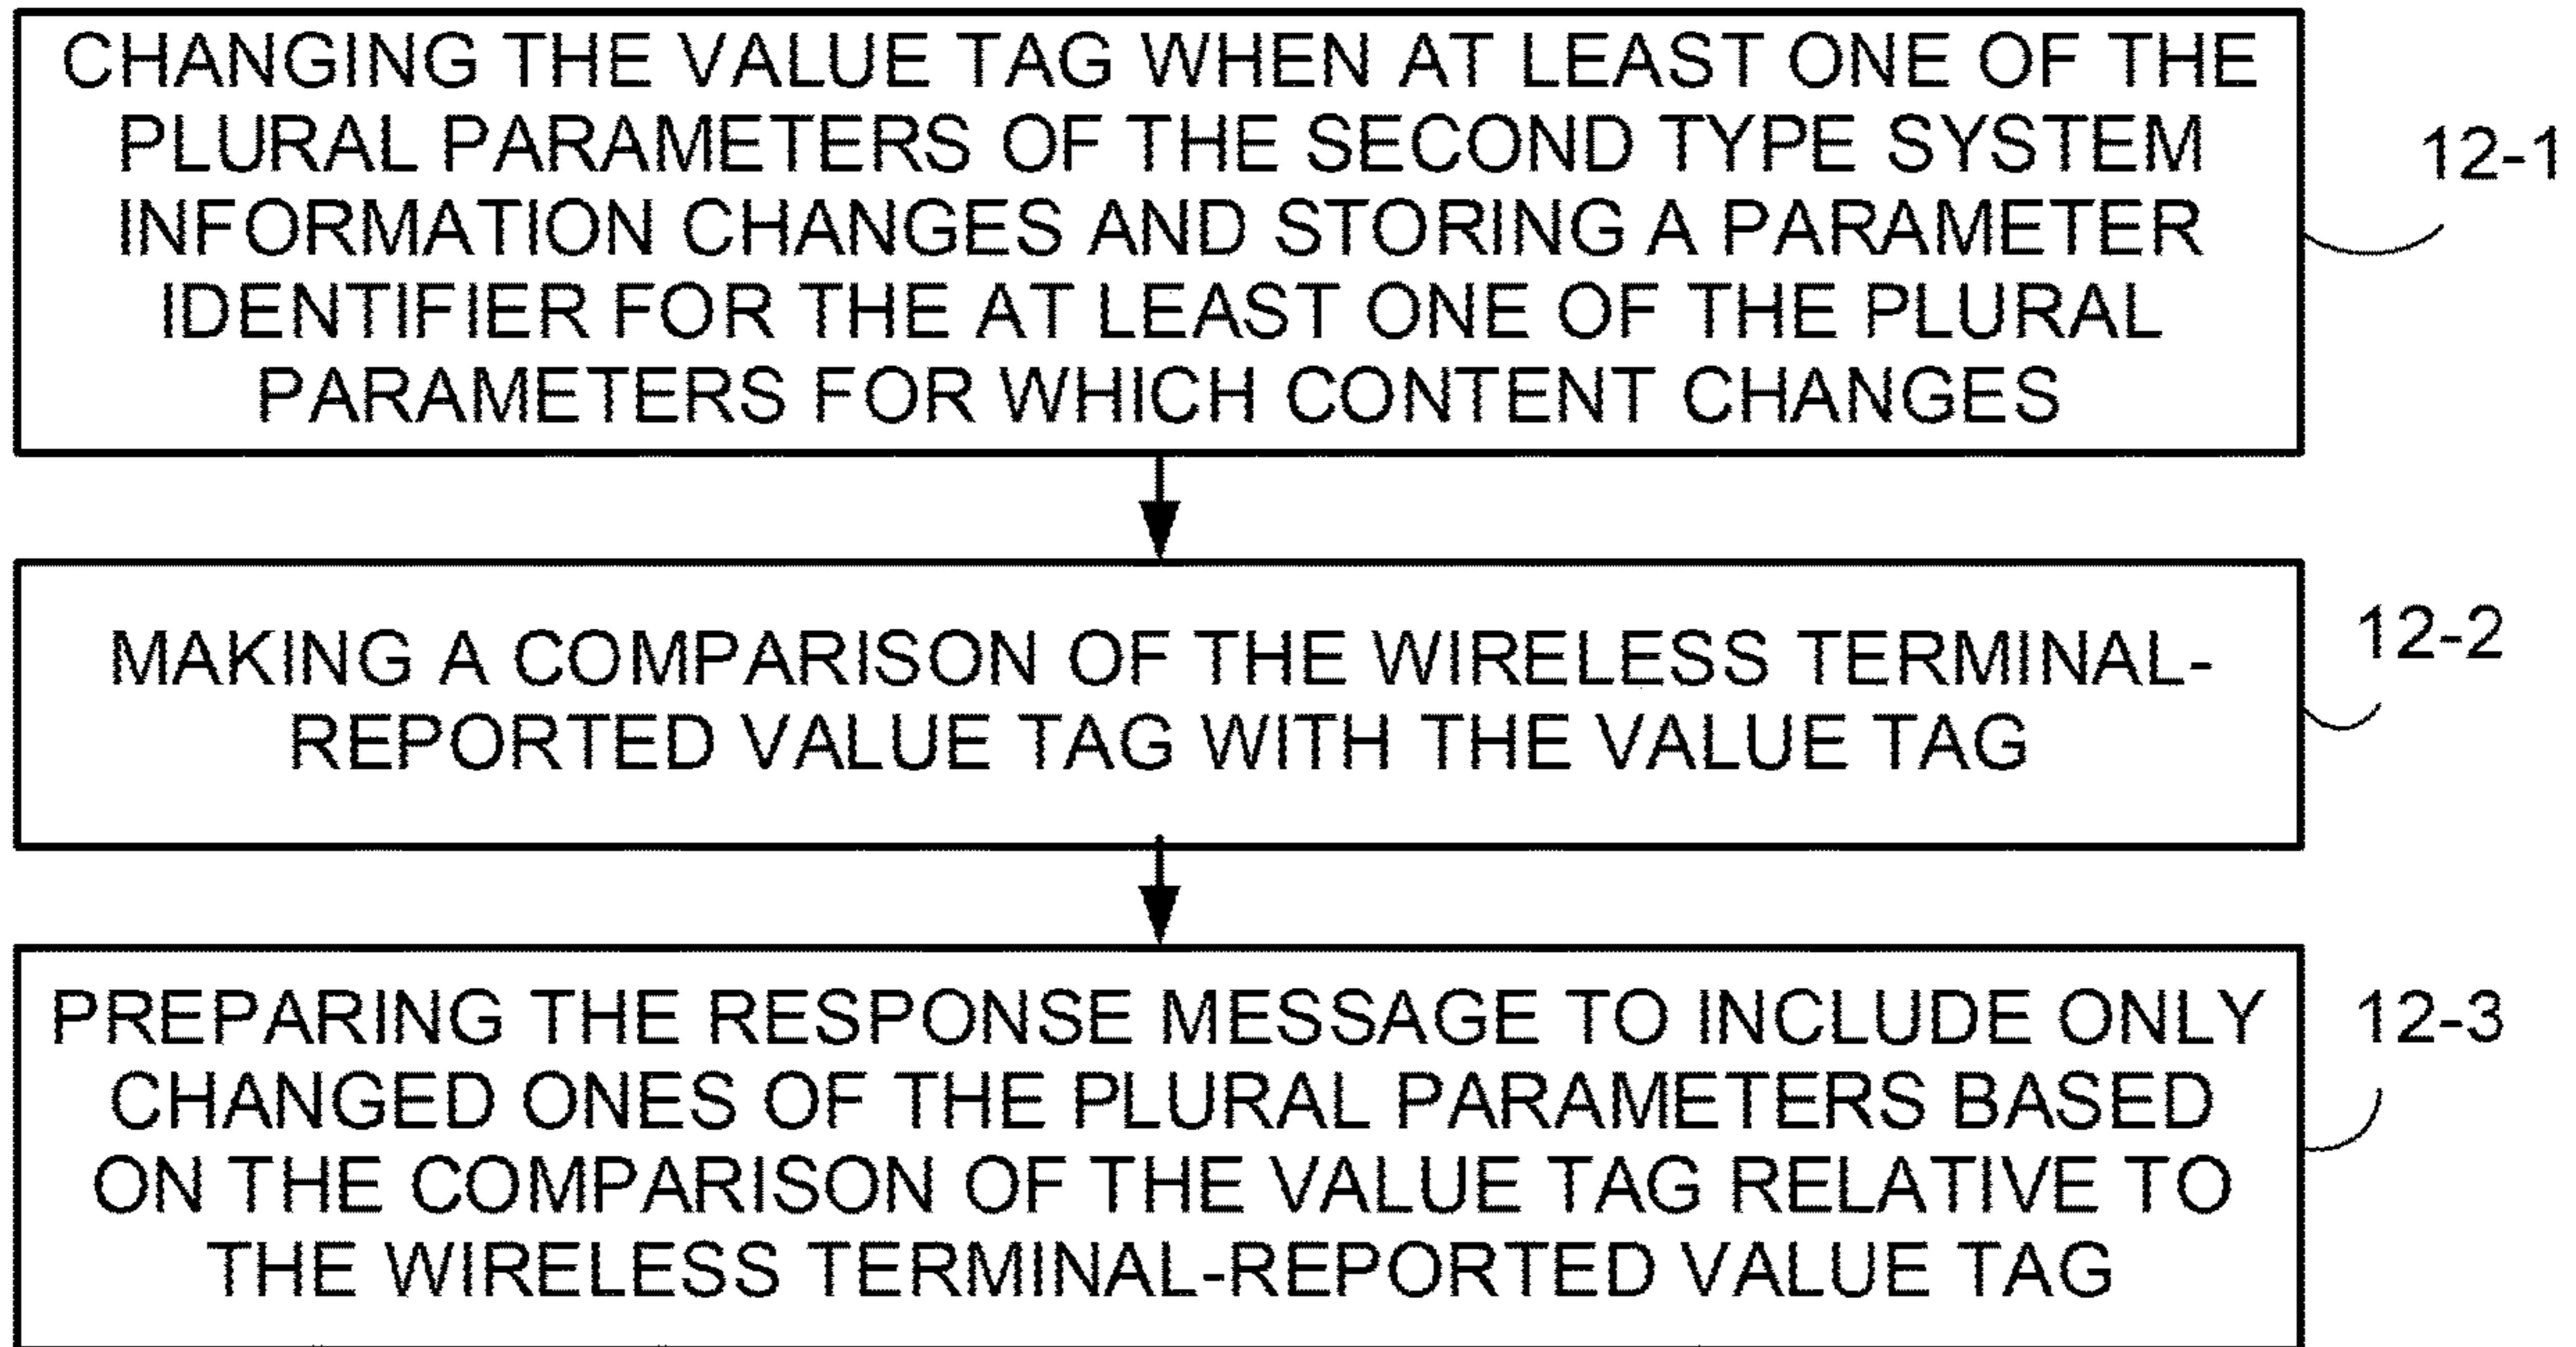 CHANGING THE VALUE TAG WHEN AT LEAST ONE OF THE
PLURAL PARAMETERS OF THE SECOND TYPE SYSTEM
INFORMATION CHANGES AND STORING A PARAMETER
IDENTIFIER FOR THE AT LEAST ONE OF THE PLURAL
PARAMETERS FOR WHICH CONTENT CHANGES
12-1
MAKING A COMPARISON OF THE WIRELESS TERMINAL-
REPORTED VALUE TAG WITH THE VALUE TAG
12-2
PREPARING THE RESPONSE MESSAGE TO INCLUDE ONLY
CHANGED ONES OF THE PLURAL PARAMETERS BASED
ON THE COMPARISON OF THE VALUE TAG RELATIVE TO
THE WIRELESS TERMINAL-REPORTED VALUE TAG
12-3